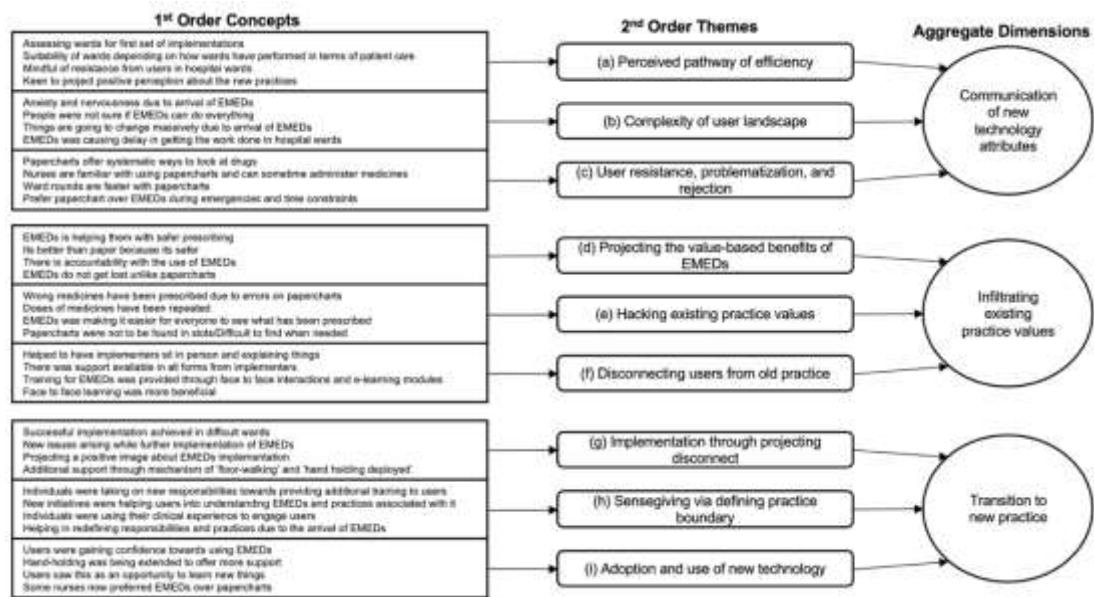 1st Order Concepts
Assessing wards for first set of implementations
Suitability of wards depending on how wards have performed in terms of patient care
Mindful of resistance from users in hospital wards
Keen to project positive perception about the new practices
Anxiety and nervousness due to arrival of EMEDs
People were not sure if EMEDs can do everything
Things are going to change massively due to arrival of EMEDs
EMEDs was causing delay in getting the work done in hospital wards
Papercharts offer systematic ways to look at drugs
Nurses are familiar with using papercharts and can sometime administer medicines
Ward rounds are faster with papercharts
Prefer paperchart over EMEDs during emergencies and time constraints
EMEDs is helping them with safer prescribing
Its better than paper because its safer
There is accountability with the use of EMEDs
EMEDs do not get lost unlike papercharts
Wrong medicines have been prescribed due to errors on papercharts
Doses of medicines have been repeated
EMEDs was making it easier for everyone to see what has been prescribed
Papercharts were not to be found in slots/Difficult to find when needed
Helped to have implementers sit in person and explaining things
There was support available in all forms from implementers
Training for EMEDs was provided through face to face interactions and e-learning modules
Face to face learning was more beneficial
Successful implementation achieved in difficult wards
New issues arising while further implementation of EMEDs
Projecting a positive image about EMEDs implementation
Additional support through mechanism of 'floor-walking' and 'hand holding deployed'
Individuals were taking on new responsibilities towards providing additional training to users
New initiatives were helping users into understanding EMEDs and practices associated with it
Individuals were using their clinical experience to engage users
Helping in redefining responsibilities and practices due to the arrival of EMEDs
Users were gaining confidence towards using EMEDs
Hand-holding was being extended to offer more support
Users saw this as an opportunity to learn new things
Some nurses now preferred EMEDs over papercharts
2nd Order Themes
(a) Perceived pathway of efficiency
(b) Complexity of user landscape
(c) User resistance, problematization, and
rejection
(d) Projecting the value-based benefits of
EMEDs
(e) Hacking existing practice values
(f) Disconnecting users from old practice
(g) Implementation through projecting
disconnect
(h) Sensegiving via defining practice
boundary
(i) Adoption and use of new technology
Aggregate Dimensions
Communication
of new
technology
attributes
Infiltrating
existing
practice values
Transition to
new practice